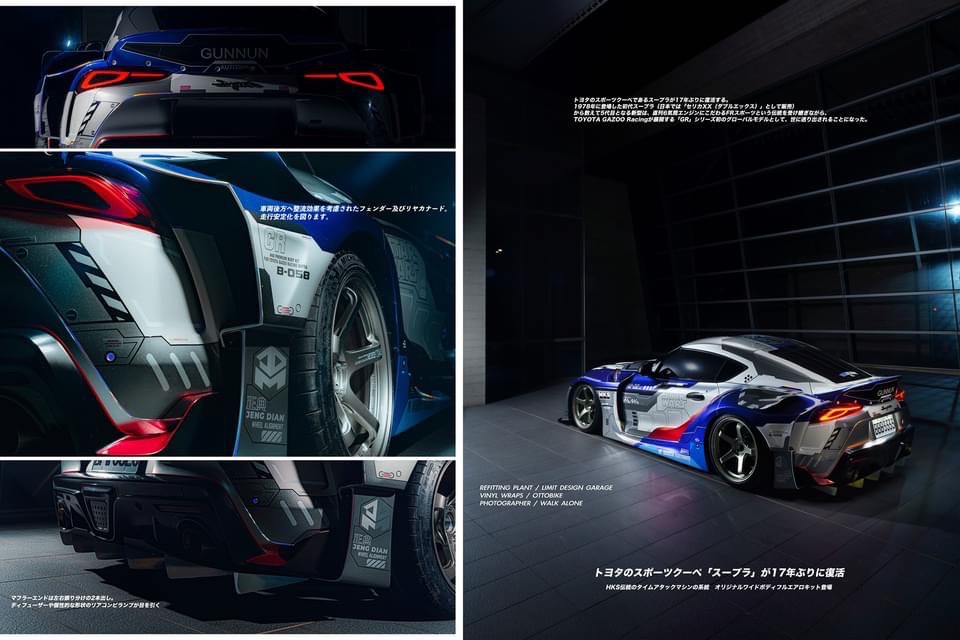 GUNNUN
AUTOSPA
車両後方へ整流効果を考慮されたフェンダー及びリヤカナード。
走行安定化を図ります。
GR
B-058
正典
JENG DIAN
WHEEL ALIGNMENT
正典
JENG DIAN
WHEEL ALIGNMENT
マフラーエンドは左右振り分けの2本出し。
ディフューザーや個性的な形状のリアコンビランプが目を引く
トヨタのスポーツクーペであるスープラが17年ぶりに復活する。
1978年に登場した初代スープラ（日本では「セリカXX（ダブルエックス）」として販売）
から数えて5代目となる新型は、直列6気筒エンジンにこだわるFRスポーツという伝統を受け継ぎながら、
TOYOTA GAZOO Racingが展開する「GR」シリーズ初のグローバルモデルとして、世に送り出されることになった。
GUNNUN
REFITTING PLANT / LIMIT DESIGN GARAGE
VINYL WRAPS / OTTOBIKE
PHOTOGRAPHER / WALK ALONE
トヨタのスポーツクーペ「スープラ」が17年ぶりに復活
HKS伝統のタイムアタックマシンの系統　オリジナルワイドボディフルエアロキット登場